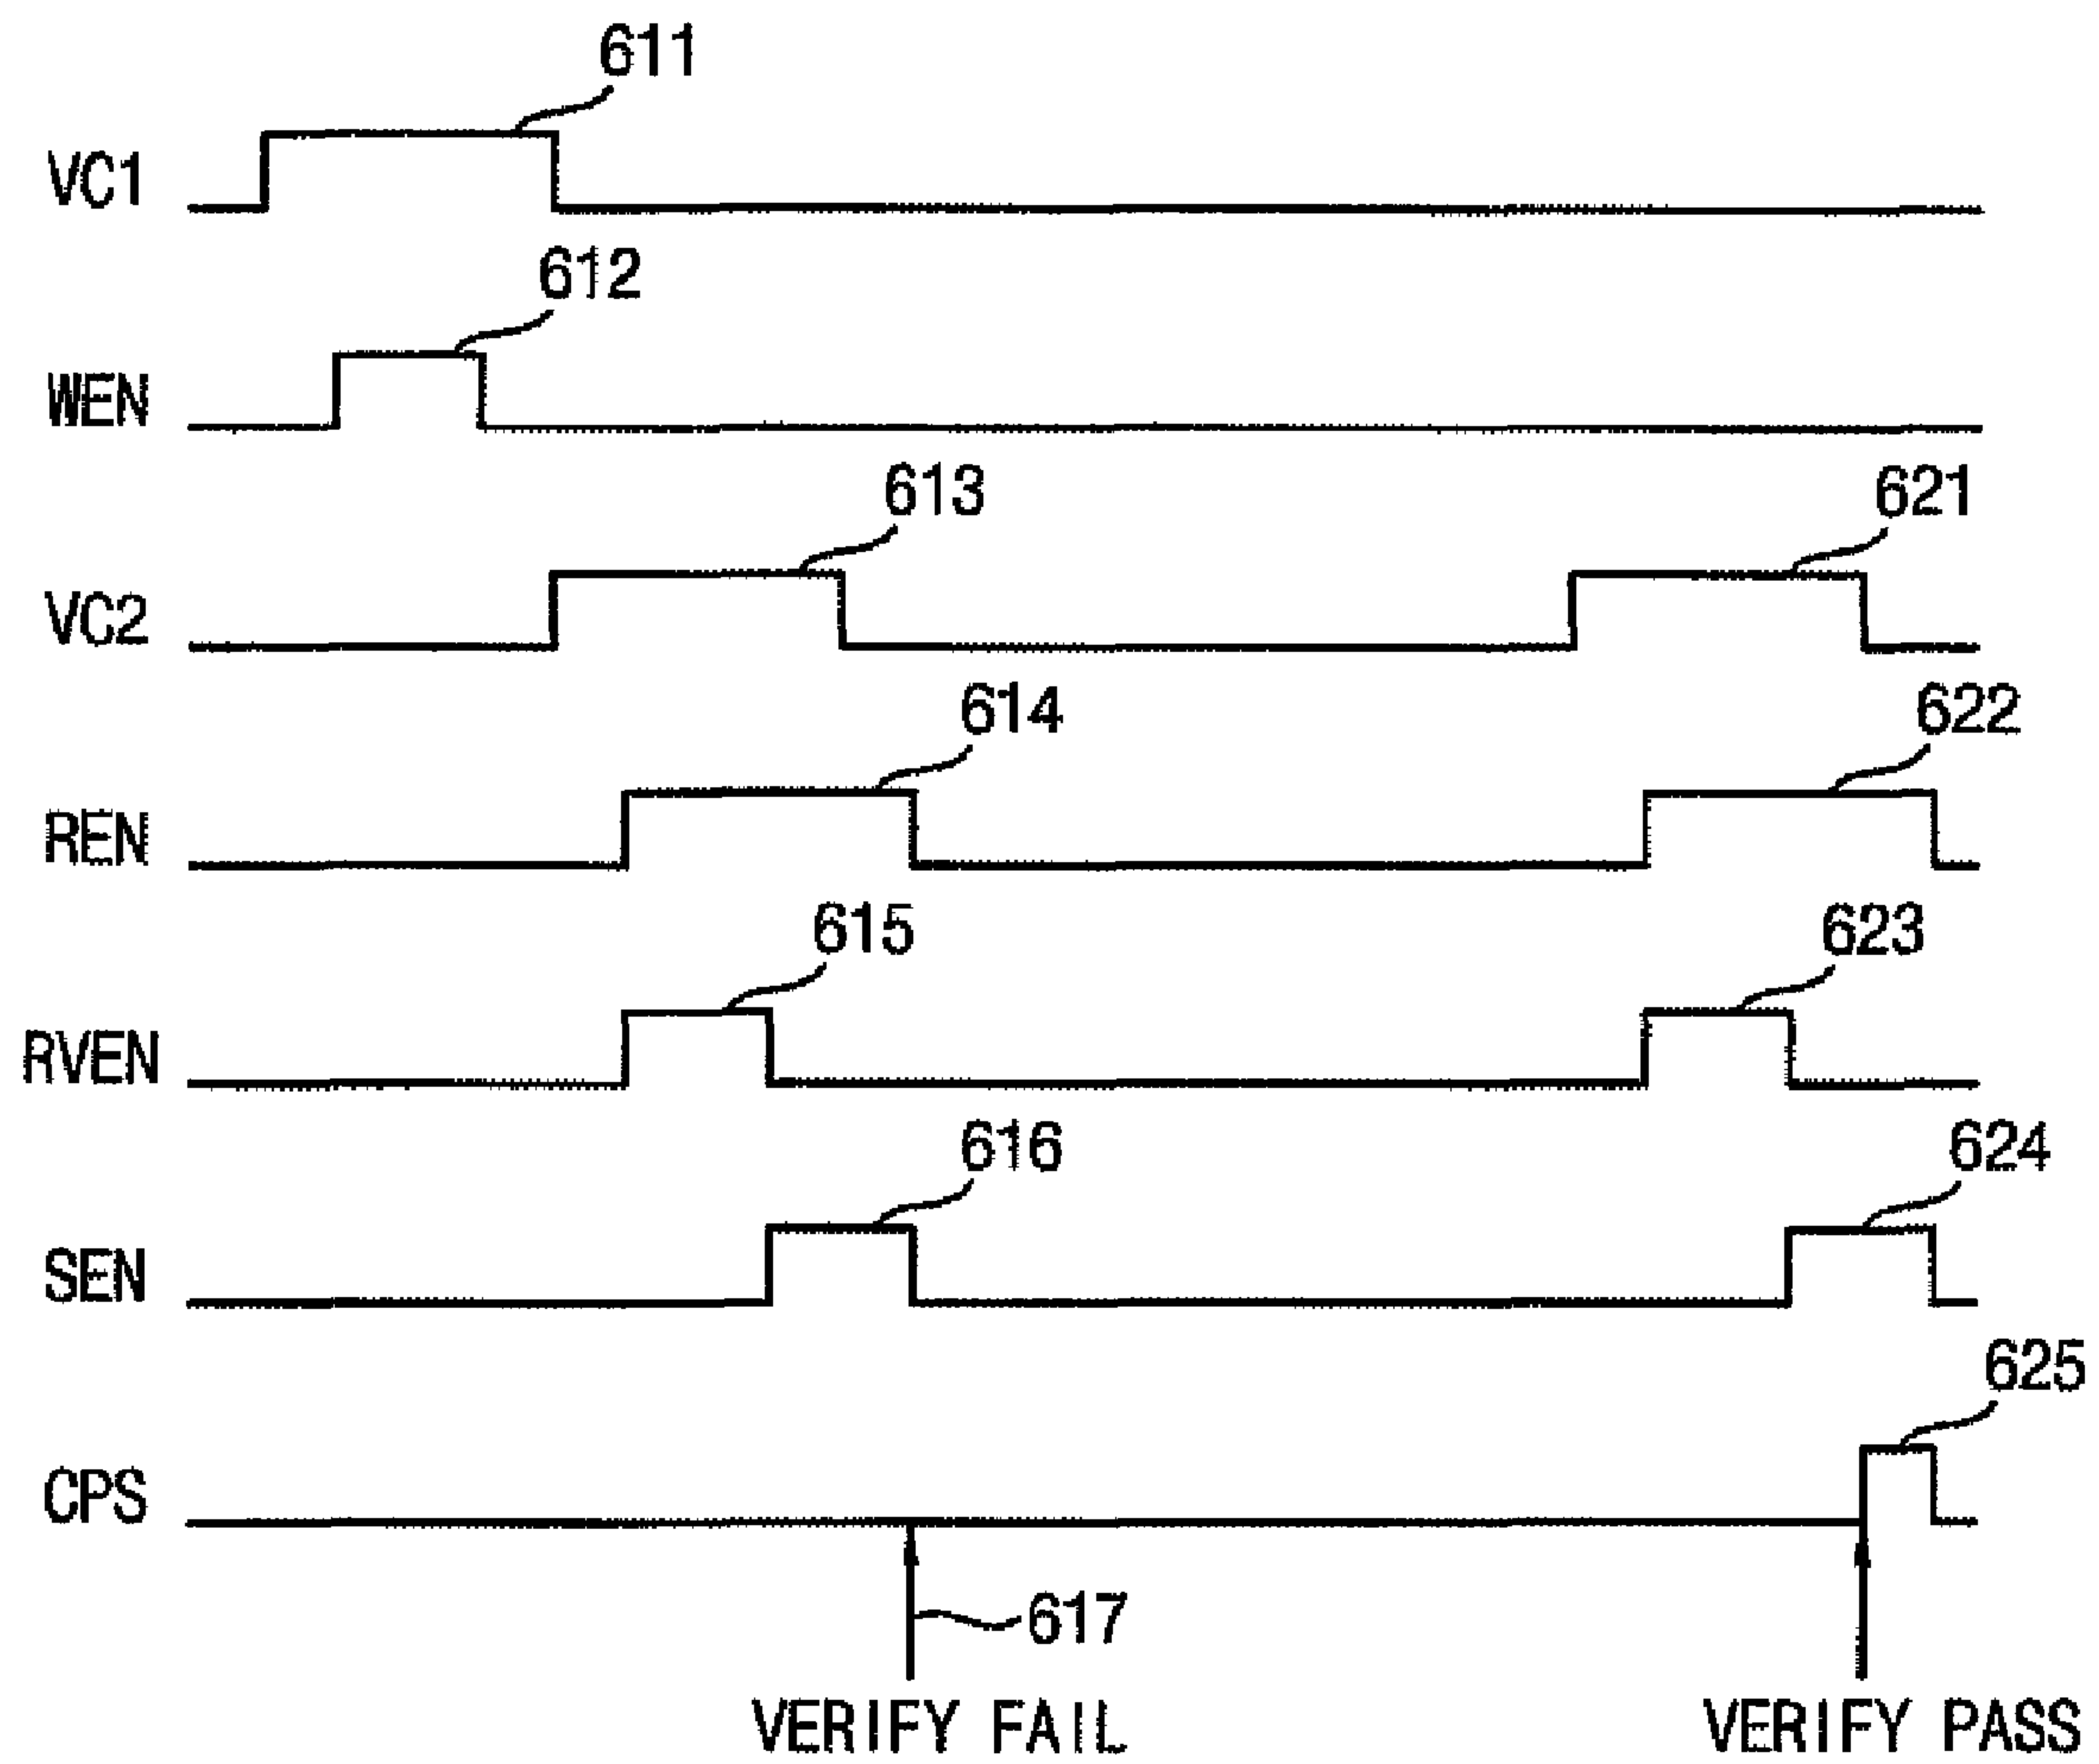 611
VC1
612
WEN
613
621
VC2
614
622
REN
615
623
RVEN
616
624
SEN
625
CPS
617
VERIFY FAIL
VERIFY PASS